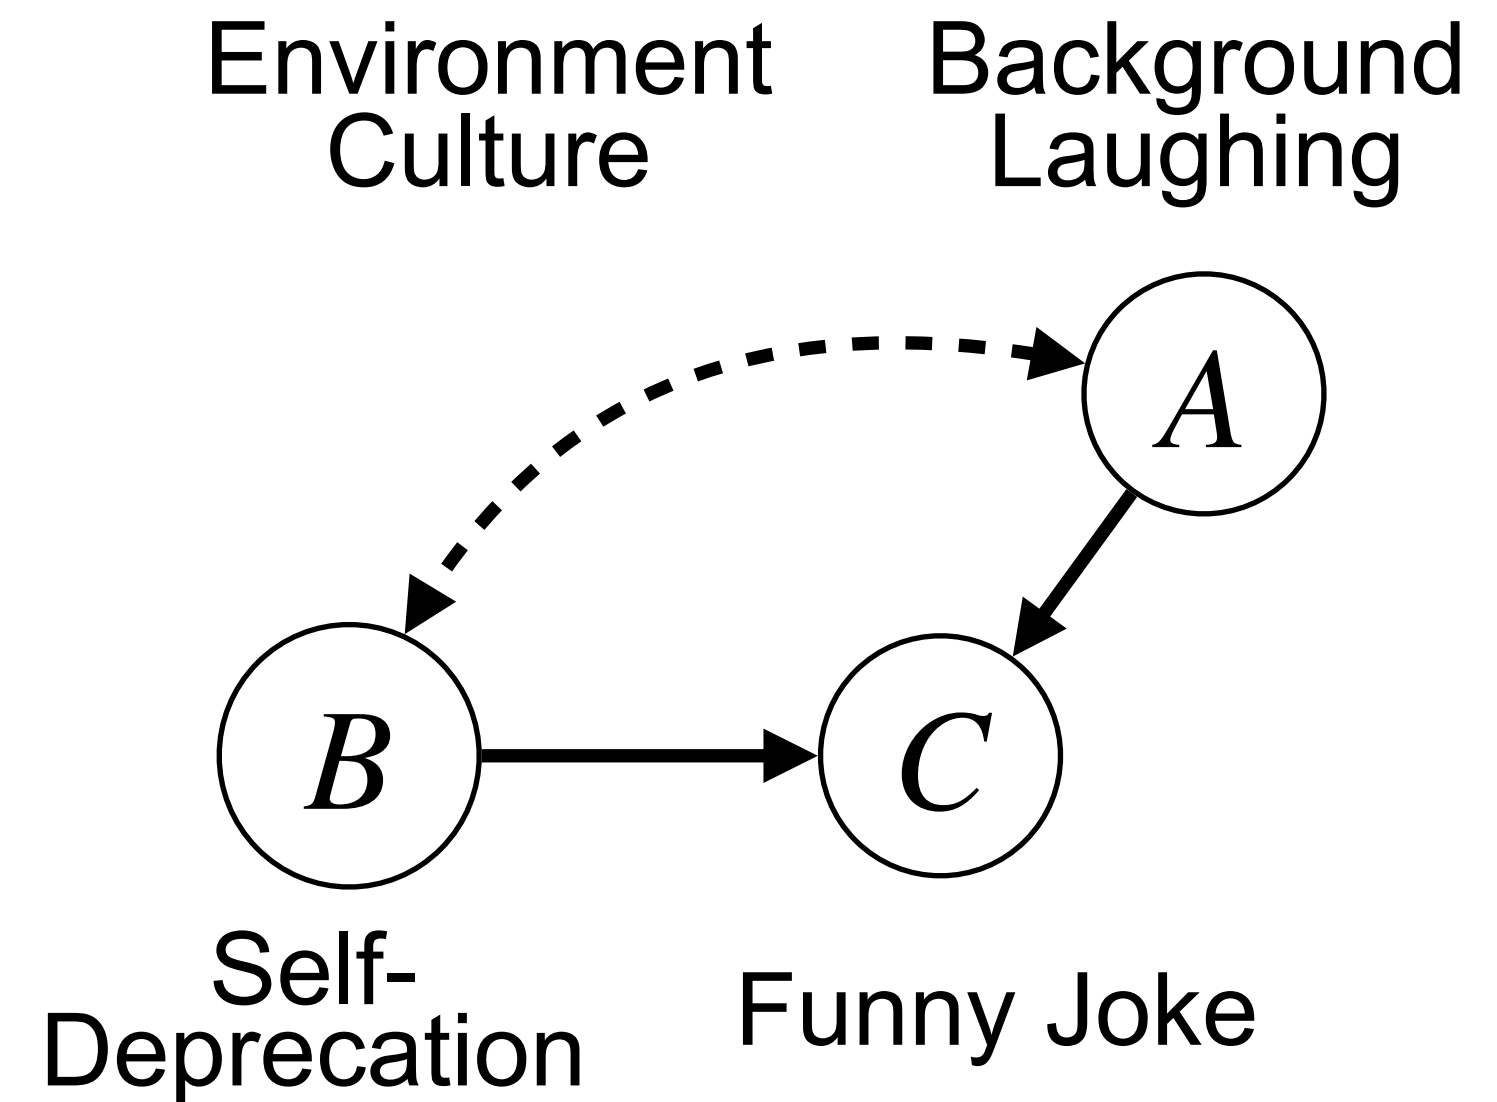 Environment
Culture
Background
Laughing
A
B
C
Self-
Deprecation
Funny Joke